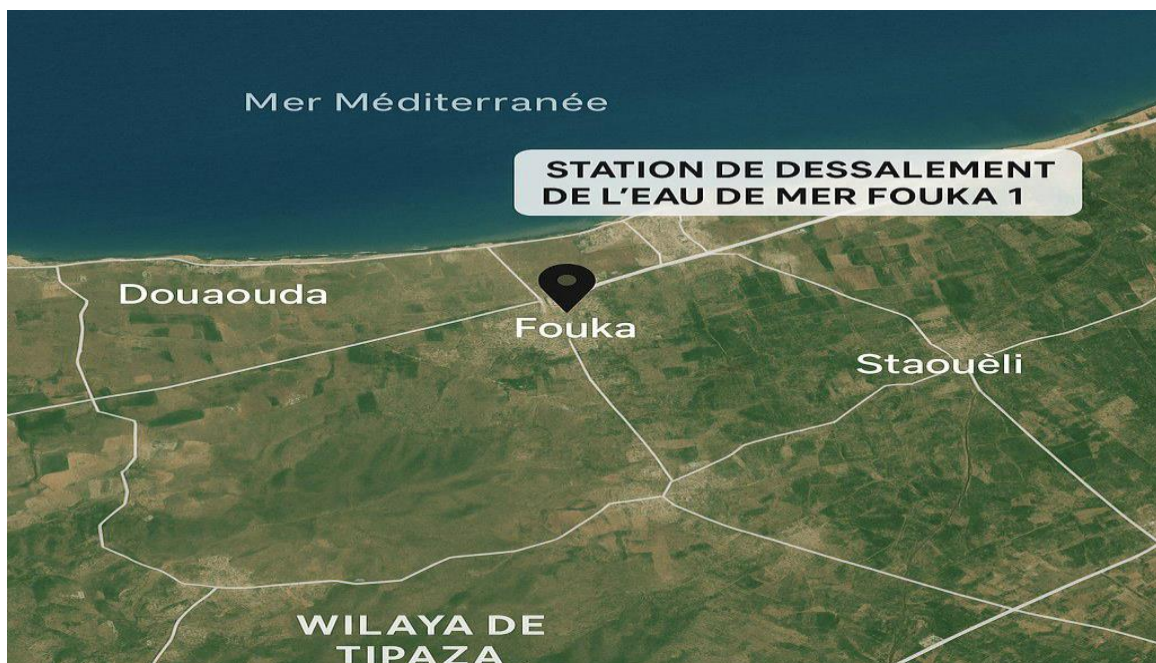 Mer Méditerranée
STATION DE DESSALEMENT
DE L'EAU DE MER FOUKA 1
Douaouda
Fouka
Staouèli
WILAYA DE
TIPAZA